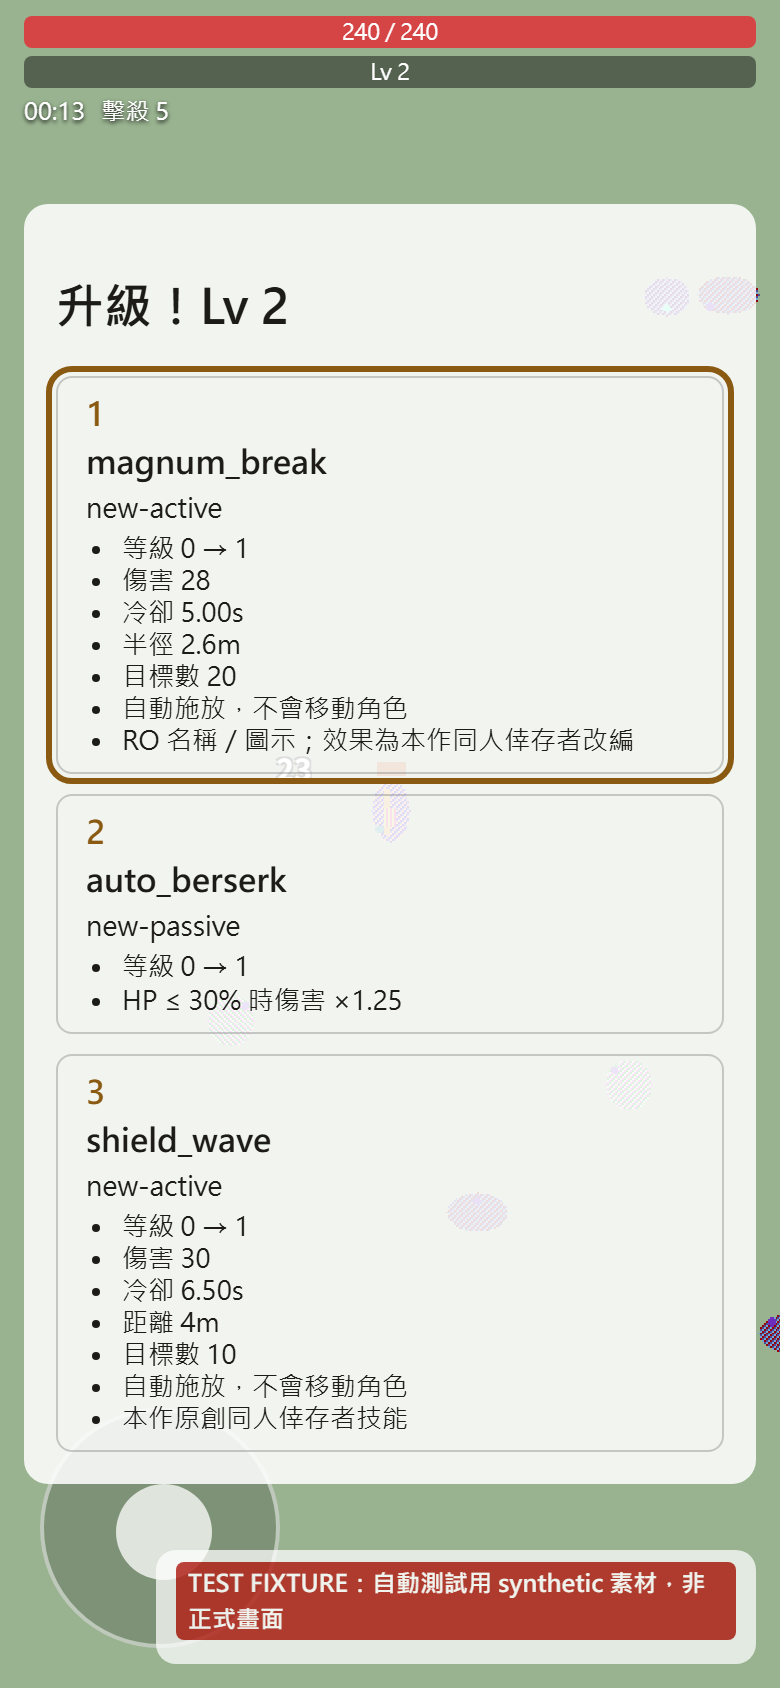 240 / 240
Lv 2
00:13 擊殺 5
升級！Lv 2
1
magnum_break
new-active
• 等級 0 → 1
• 傷害 28
• 冷卻 5.00s
• 半徑 2.6m
• 目標數 20
• 自動施放，不會移動角色
• RO 名稱 / 圖示；效果為本作同人倖存者改編
23
2
auto_berserk
new-passive
• 等級 0 → 1
• HP ≤ 30% 時傷害 ×1.25
3
shield_wave
new-active
• 等級 0 → 1
• 傷害 30
• 冷卻 6.50s
• 距離 4m
• 目標數 10
• 自動施放，不會移動角色
• 本作原創同人倖存者技能
TEST FIXTURE：自動測試用 synthetic 素材，非
正式畫面